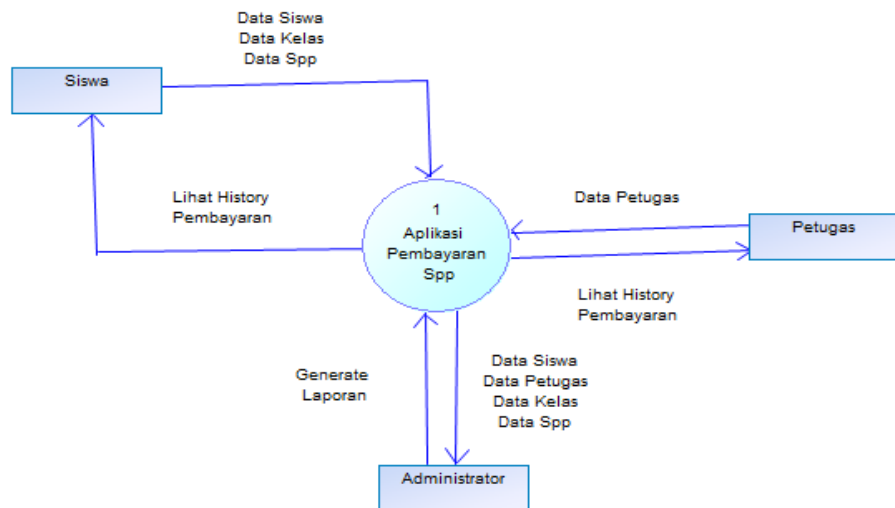 Data Siswa
Data Kelas
Data Spp
Siswa
Lihat History
Pembayaran
1
Aplikasi
Pembayaran
Spp
Data Petugas
Petugas
Lihat History
Pembayaran
Generate
Laporan
Data Siswa
Data Petugas
Data Kelas
Data Spp
Administrator